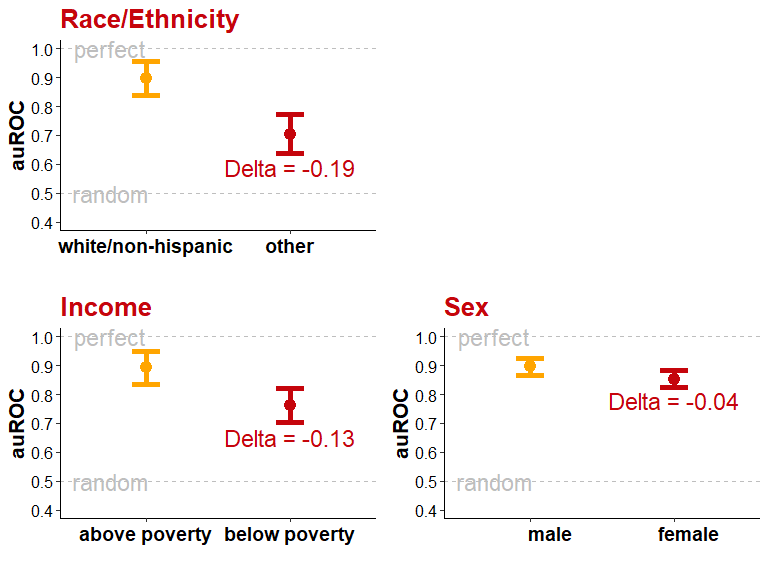 Race/Ethnicity
auROC
1.0
0.9
0.8
0.7
0.6
0.5
0.4
perfect
random
Delta = -0.19
white/non-hispanic
other
Income
auROC
1.0
0.9
0.8
0.7
0.6
0.5
0.4
perfect
random
Delta = -0.13
above poverty
below poverty
Sex
auROC
1.0
0.9
0.8
0.7
0.6
0.5
0.4
perfect
random
Delta = -0.04
male
female